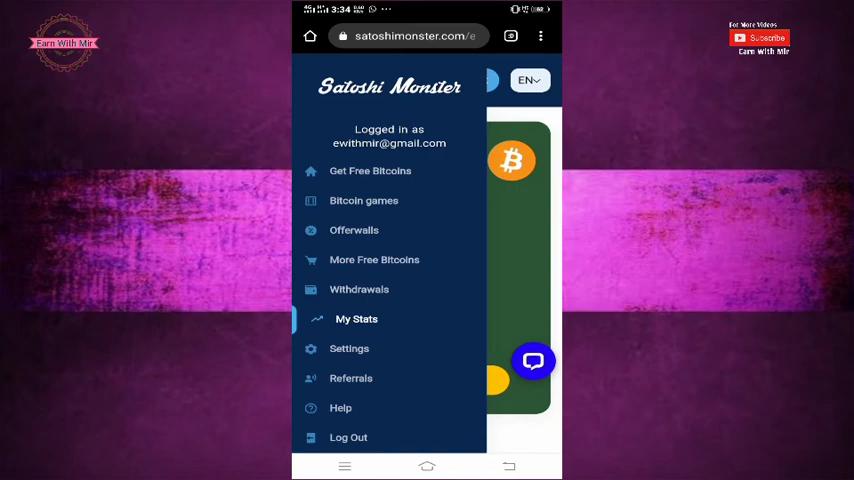 Earn With Mir
For More Videos
Subscribe
Earn With Mir
3:34
satoshimonster.com/e
Satoshi Monster
EN
Logged in as
ewithmir@gmail.com
Get Free Bitcoins
Bitcoin games
Offerwalls
More Free Bitcoins
Withdrawals
My Stats
Settings
Referrals
Help
Log Out